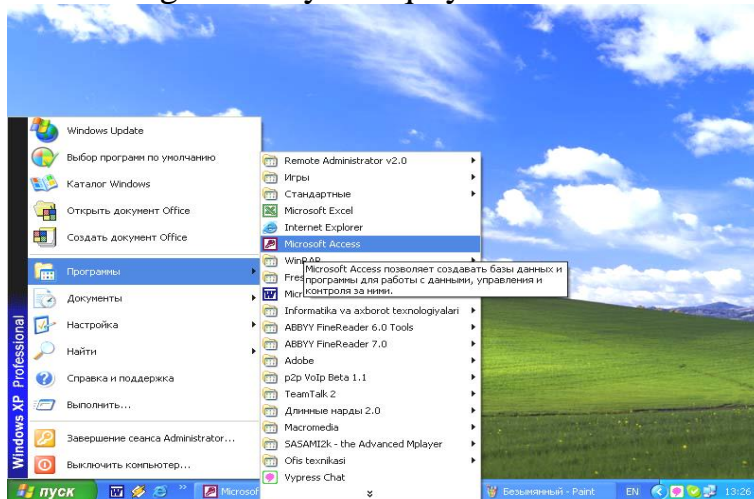 Windows Update
Выбор программ по умолчанию
Каталог Windows
Открыть документ Office
Создать документ Office
Программы
Документы
Настройка
Найти
Справка и поддержка
Выполнить...
Завершение сеанса Administrator...
Выключить компьютер...
Windows XP Professional
Remote Administrator v2.0
Игры
Стандартные
Microsoft Excel
Internet Explorer
Microsoft Access
WinRAR
Microsoft Access позволяет создавать базы данных и
программы для работы с данными, управления и
контроля за ними.
Informatika va axborot texnologiyalari
ABBYY FineReader 6.0 Tools
ABBYY FineReader 7.0
Adobe
p2p VoIp Beta 1.1
TeamTalk 2
Длинные нарды 2.0
Macromedia
SASAMI2k - the Advanced Mplayer
Ofis texnikasi
Vypress Chat
пуск
Microsof
Безымянный - Paint
EN
13:26